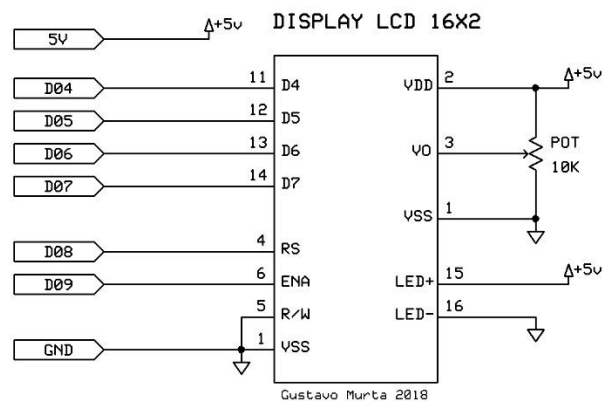 DISPLAY LCD 16X2
5V
+5v
D04 11 D4 VDD 2 +5v
D05 12 D5
D06 13 D6 VO 3 POT
10K
D07 14 D7
VSS 1
D08 4 RS
D09 6 ENA LED+ 15 +5v
5 R/W LED- 16
GND 1 VSS
Gustavo Murta 2018